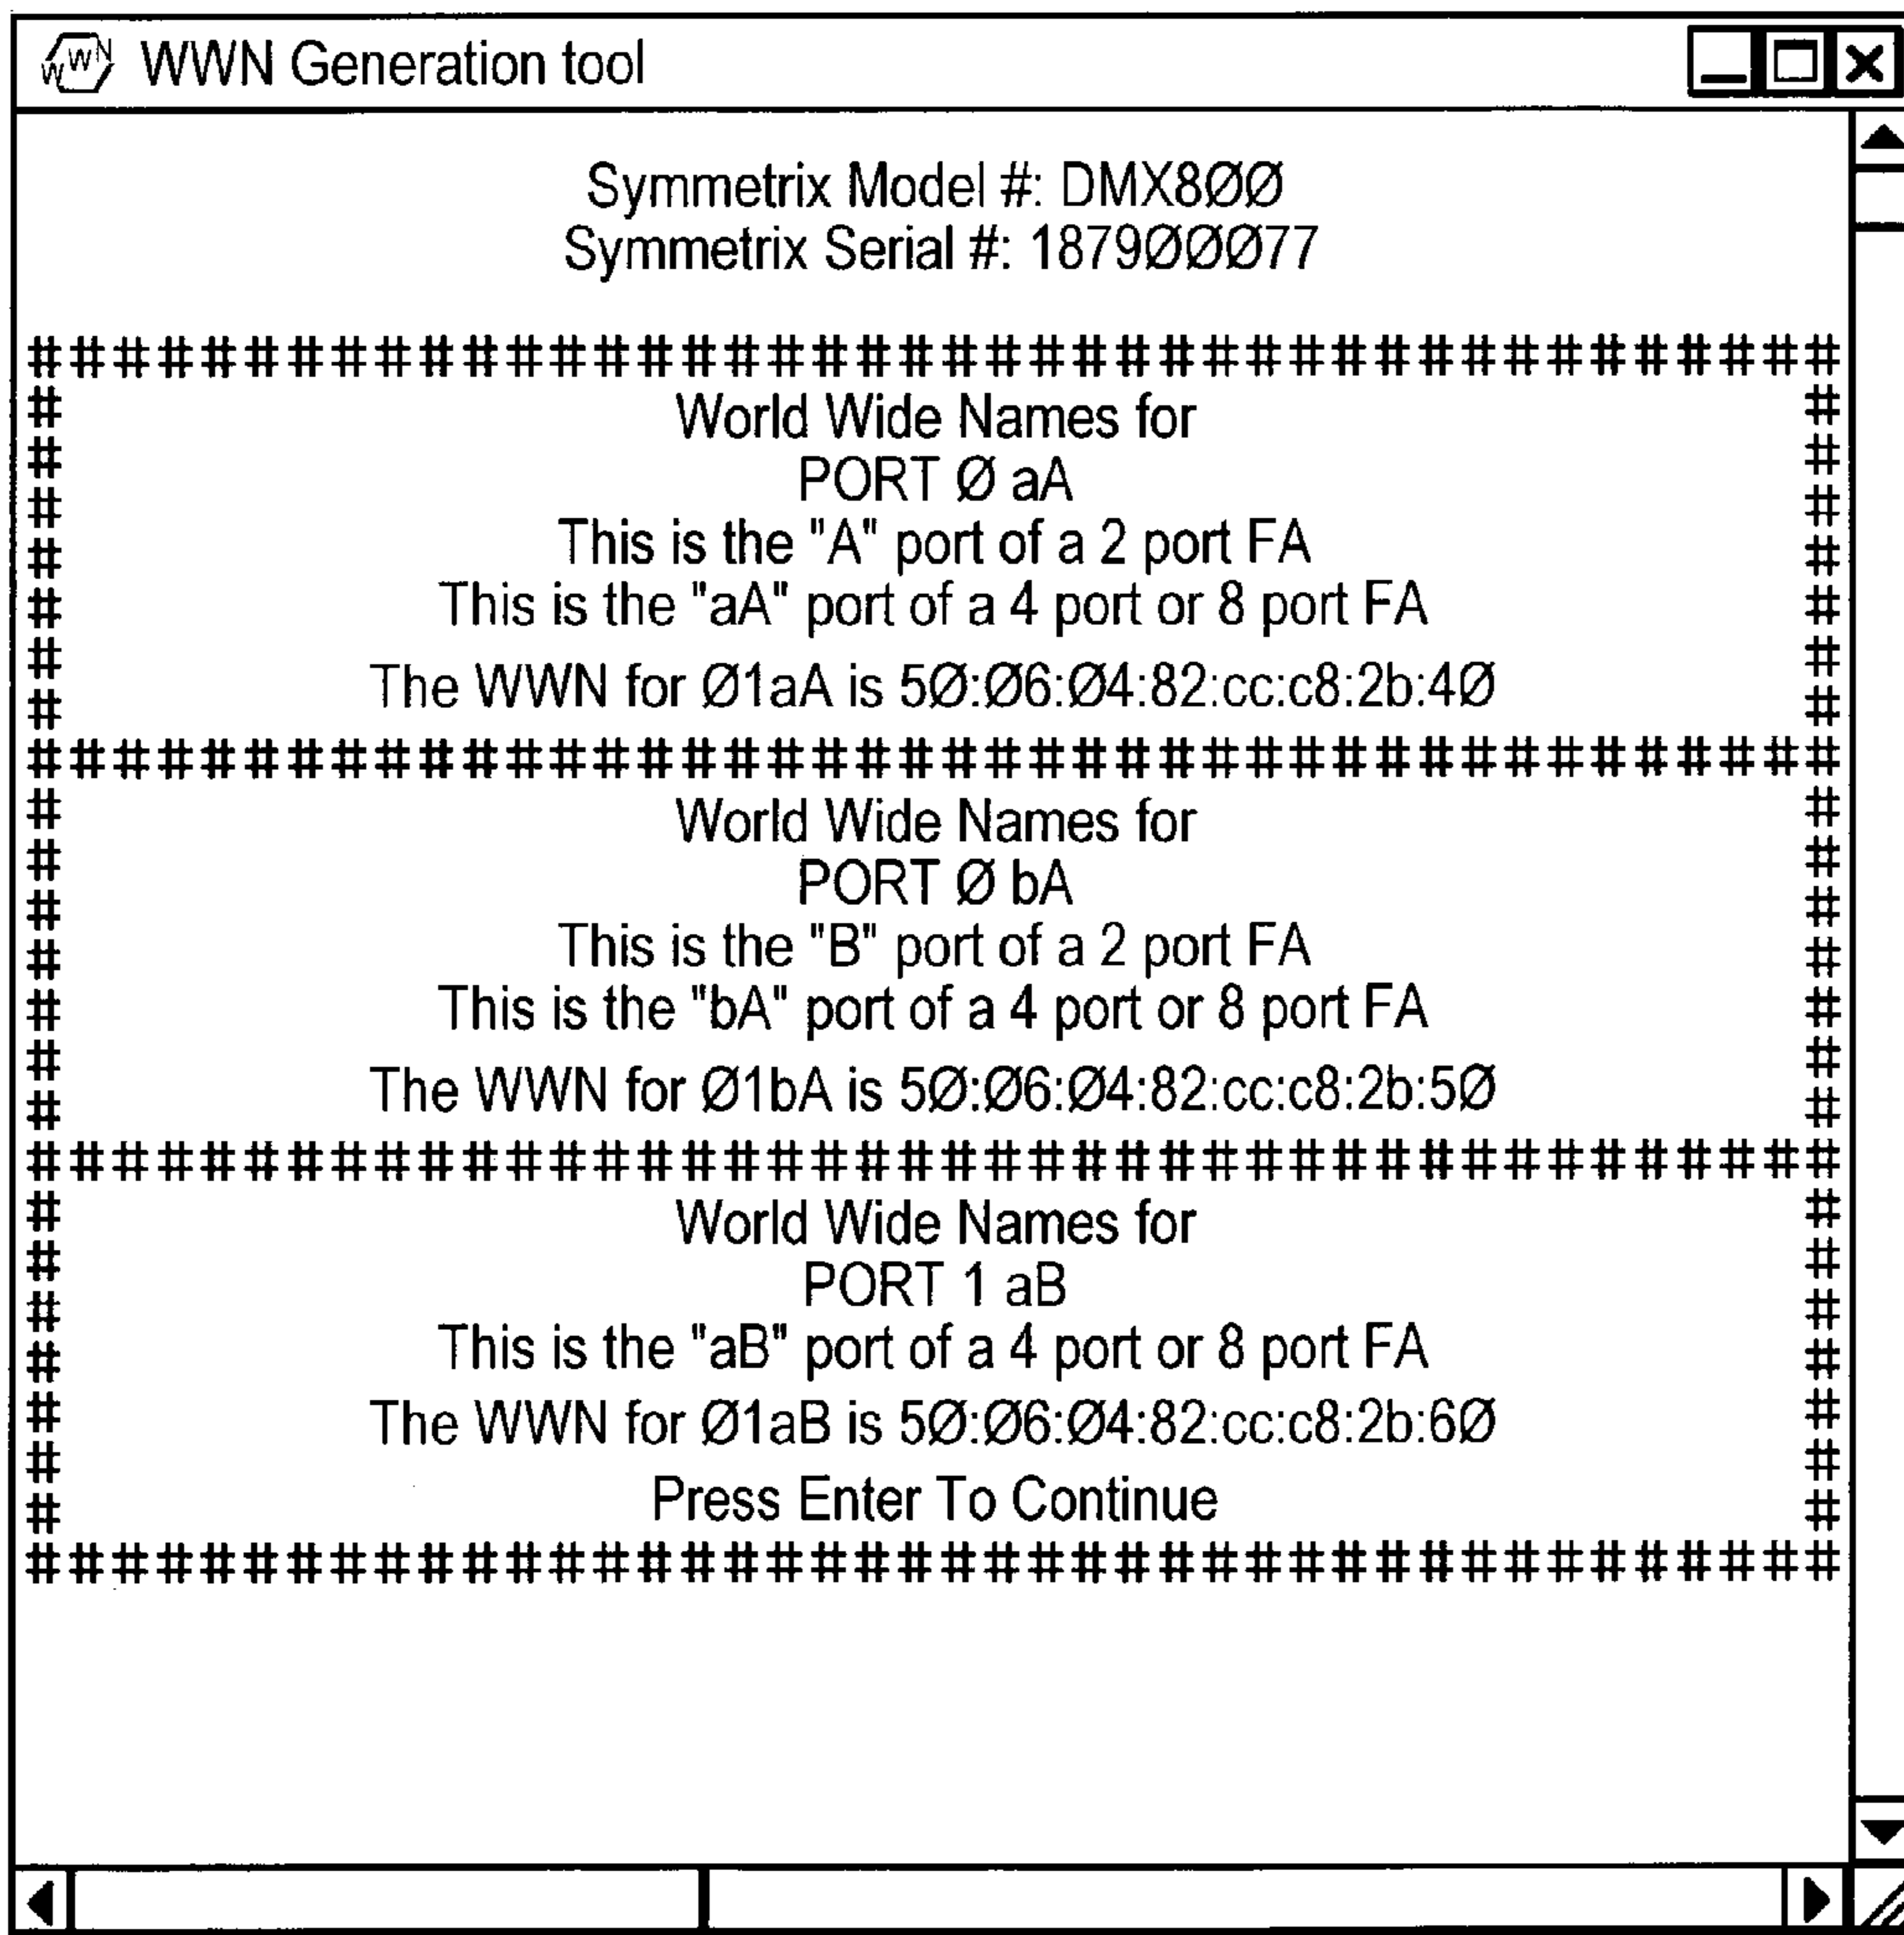 WWN WWN Generation tool
Symmetrix Model #: DMX8ØØ
Symmetrix Serial #: 1879ØØØ77
###########################################
# World Wide Names for #
# PORT Ø aA #
# This is the "A" port of a 2 port FA #
# This is the "aA" port of a 4 port or 8 port FA #
# The WWN for Ø1aA is 5Ø:Ø6:Ø4:82:cc:c8:2b:4Ø #
###########################################
# World Wide Names for #
# PORT Ø bA #
# This is the "B" port of a 2 port FA #
# This is the "bA" port of a 4 port or 8 port FA #
# The WWN for Ø1bA is 5Ø:Ø6:Ø4:82:cc:c8:2b:5Ø #
###########################################
# World Wide Names for #
# PORT 1 aB #
# This is the "aB" port of a 4 port or 8 port FA #
# The WWN for Ø1aB is 5Ø:Ø6:Ø4:82:cc:c8:2b:6Ø #
# Press Enter To Continue #
###########################################